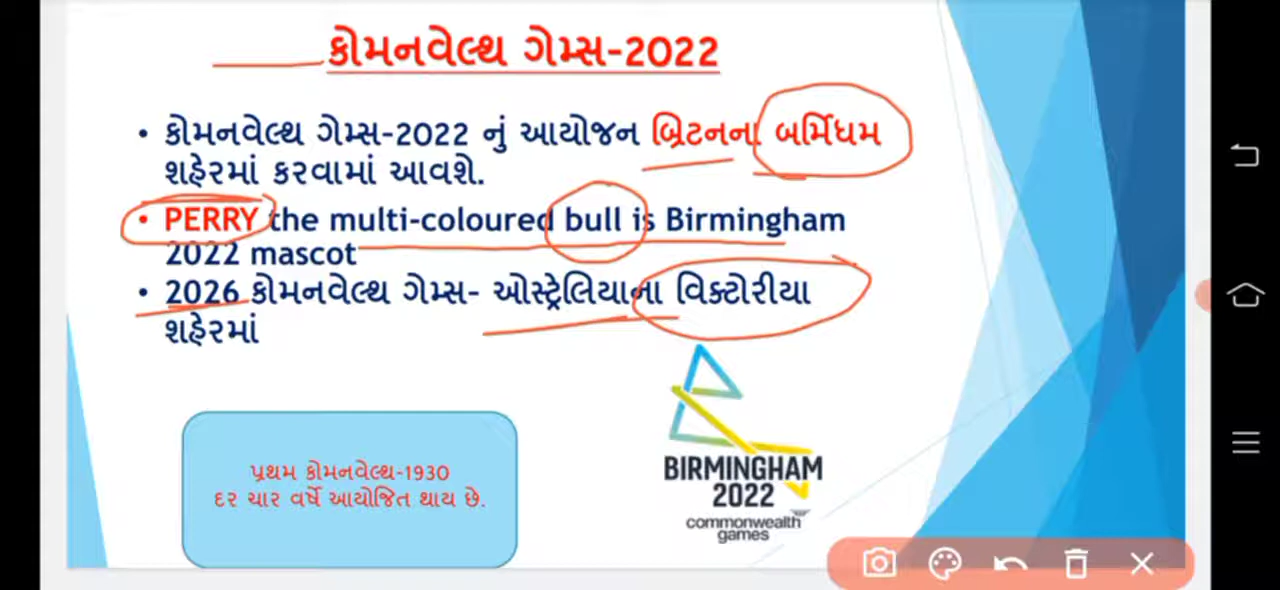 કોમનવેલ્થ ગેમ્સ-2022
• કોમનવેલ્થ ગેમ્સ-2022 નું આયોજન બ્રિટનના બર્મિંઘમ
શહેરમાં કરવામાં આવશે.
• PERRY the multi-coloured bull is Birmingham
2022 mascot
• 2026 કોમનવેલ્થ ગેમ્સ- ઓસ્ટ્રેલિયાના વિક્ટોરીયા
શહેરમાં
પ્રથમ કોમનવેલ્થ-1930
દર ચાર વર્ષે આયોજિત થાય છે.
BIRMINGHAM
2022
commonwealth
games